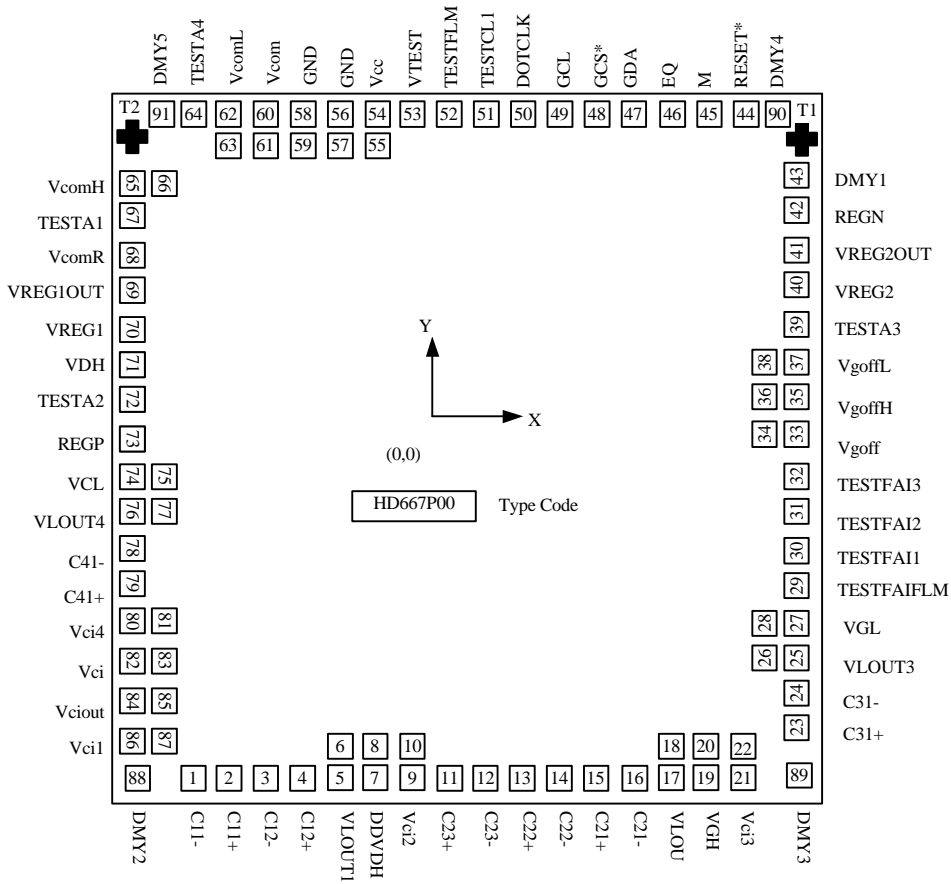 DMY5 TESTA4 VcomL Vcom GND GND Vcc VTEST TESTFLM TESTCL1 DOTCLK GCL GCS* GDA EQ M RESET* DMY4
T2 91 64 62 60 58 56 54 53 52 51 50 49 48 47 46 45 44 90 T1
63 61 59 57 55
VcomH 65 66 43 DMY1
TESTA1 67 42 REGN
VcomR 68 41 VREG2OUT
VREG1OUT 69 40 VREG2
VREG1 70 39 TESTA3
Y
VDH 71 38 37 VgoffL
TESTA2 72 36 35 VgoffH
X
REGP 73 34 33 Vgoff
(0,0)
VCL 74 75 32 TESTFAI3
HD667P00 Type Code
VLOUT4 76 77 31 TESTFAI2
C41- 78 30 TESTFAI1
C41+ 79 29 TESTFAIFLM
Vci4 80 81 28 27 VGL
Vci 82 83 26 25 VLOUT3
Vciout 84 85 24 C31-
Vci1 86 87 23 C31+
6 8 10 18 20 22
88 1 2 3 4 5 7 9 11 12 13 14 15 16 17 19 21 89
DMY2 C11- C11+ C12- C12+ VLOUT1 DDVDH Vci2 C23+ C23- C22+ C22- C21+ C21- VLOU VGH Vci3 DMY3